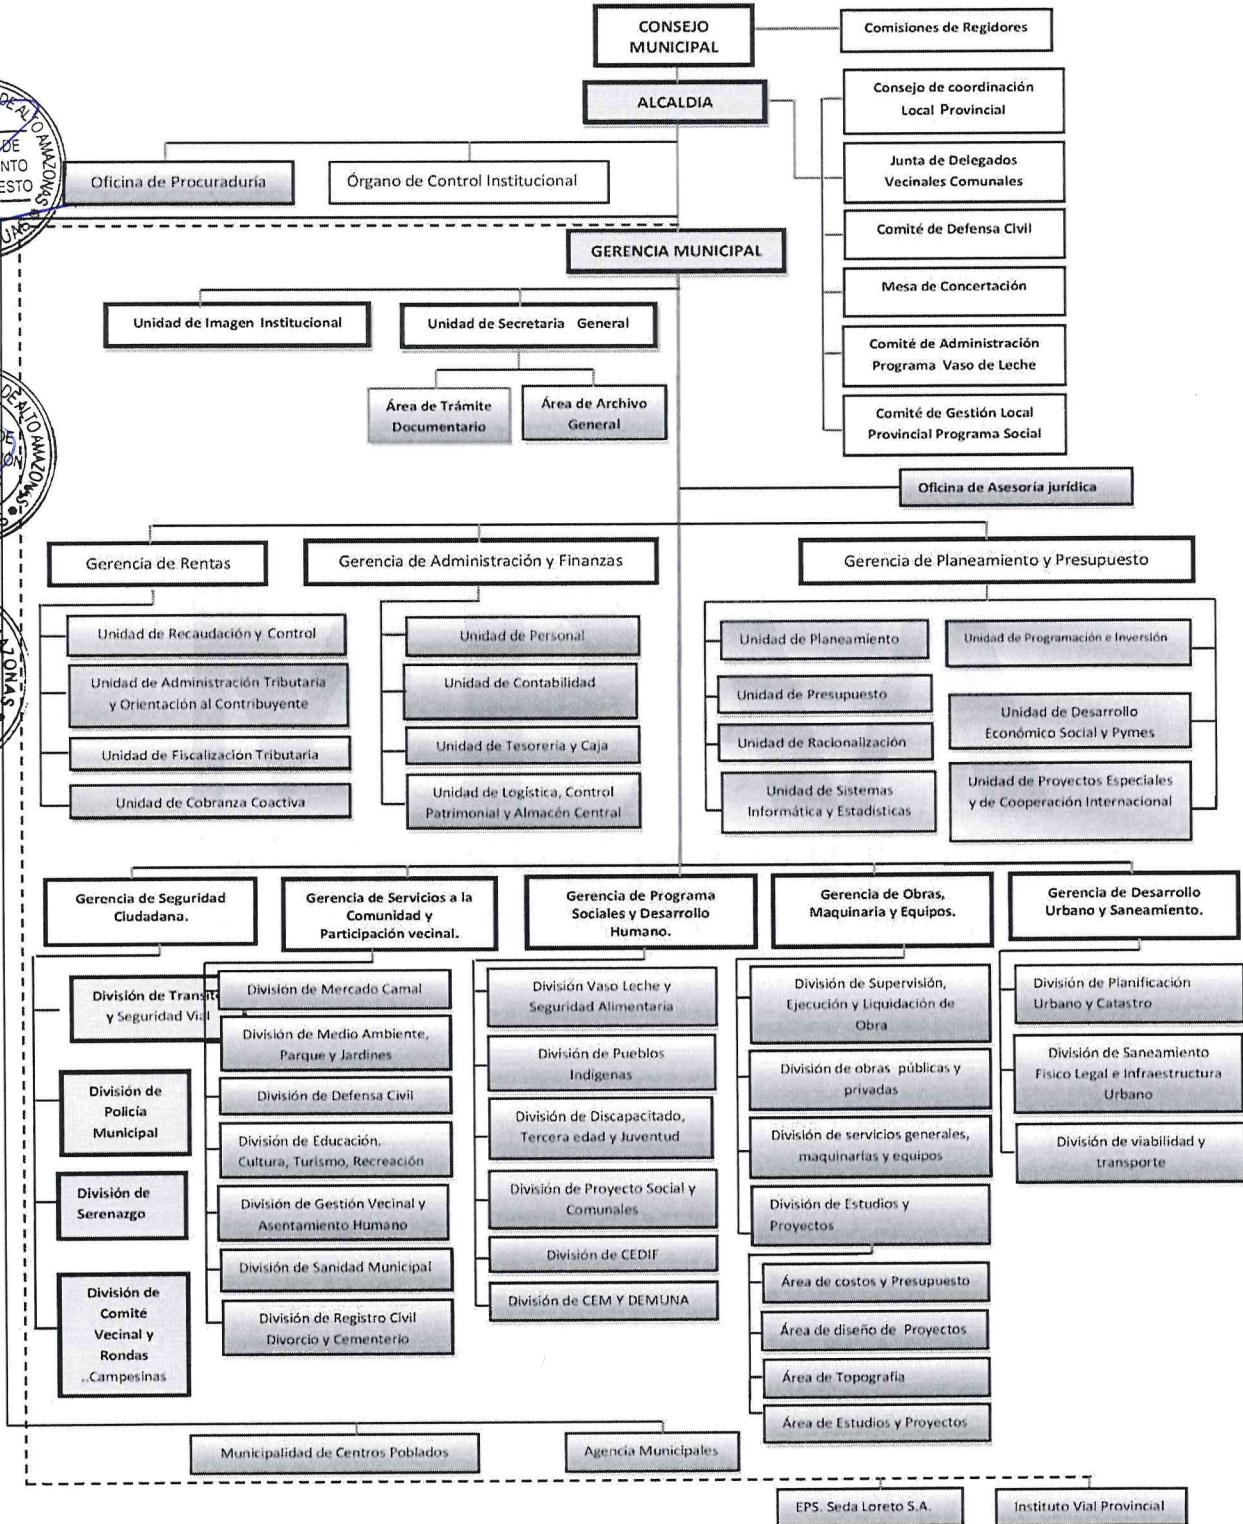 CONSEJO
MUNICIPAL
Comisiones de Regidores
ALCALDIA
Consejo de coordinación
Local Provincial
Junta de Delegados
Vecinales Comunales
Comité de Defensa Civil
Mesa de Concertación
Comité de Administración
Programa Vaso de Leche
Comité de Gestión Local
Provincial Programa Social
Oficina de Procuraduría
Órgano de Control Institucional
GERENCIA MUNICIPAL
Unidad de Imagen Institucional
Unidad de Secretaria General
Área de Trámite
Documentario
Área de Archivo
General
Oficina de Asesoría jurídica
Gerencia de Rentas
Unidad de Recaudación y Control
Unidad de Administración Tributaria
y Orientación al Contribuyente
Unidad de Fiscalización Tributaria
Unidad de Cobranza Coactiva
Gerencia de Administración y Finanzas
Unidad de Personal
Unidad de Contabilidad
Unidad de Tesorería y Caja
Unidad de Logística, Control
Patrimonial y Almacén Central
Gerencia de Planeamiento y Presupuesto
Unidad de Planeamiento
Unidad de Presupuesto
Unidad de Racionalización
Unidad de Sistemas
Informática y Estadísticas
Unidad de Programación e Inversión
Unidad de Desarrollo
Económico Social y Pymes
Unidad de Proyectos Especiales
y de Cooperación Internacional
Gerencia de Seguridad
Ciudadana.
División de Transit
y Seguridad Vial
División de
Policía
Municipal
División de
Serenazgo
División de
Comité
Vecinal y
Rondas
..Campesinas
Gerencia de Servicios a la
Comunidad y
Participación vecinal.
División de Mercado Camal
División de Medio Ambiente,
Parque y Jardines
División de Defensa Civil
División de Educación,
Cultura, Turismo, Recreación
División de Gestión Vecinal y
Asentamiento Humano
División de Sanidad Municipal
División de Registro Civil
Divorcio y Cementerio
Gerencia de Programa
Sociales y Desarrollo
Humano.
División Vaso Leche y
Seguridad Alimentaria
División de Pueblos
Indígenas
División de Discapacitado,
Tercera edad y Juventud
División de Proyecto Social y
Comunales
División de CEDIF
División de CEM Y DEMUNA
Gerencia de Obras,
Maquinaria y Equipos.
División de Supervisión,
Ejecución y Liquidación de
Obra
División de obras públicas y
privadas
División de servicios generales,
maquinarias y equipos
División de Estudios y
Proyectos
Área de costos y Presupuesto
Área de diseño de Proyectos
Área de Topografía
Área de Estudios y Proyectos
Gerencia de Desarrollo
Urbano y Saneamiento.
División de Planificación
Urbano y Catastro
División de Saneamiento
Físico Legal e Infraestructura
Urbano
División de viabilidad y
transporte
Municipalidad de Centros Poblados
Agencia Municipales
EPS. Seda Loreto S.A.
Instituto Vial Provincial
DE ALTO AMAZONAS
DE
NTO
ESTO
DE ALTO AMAZONAS
AZONAS